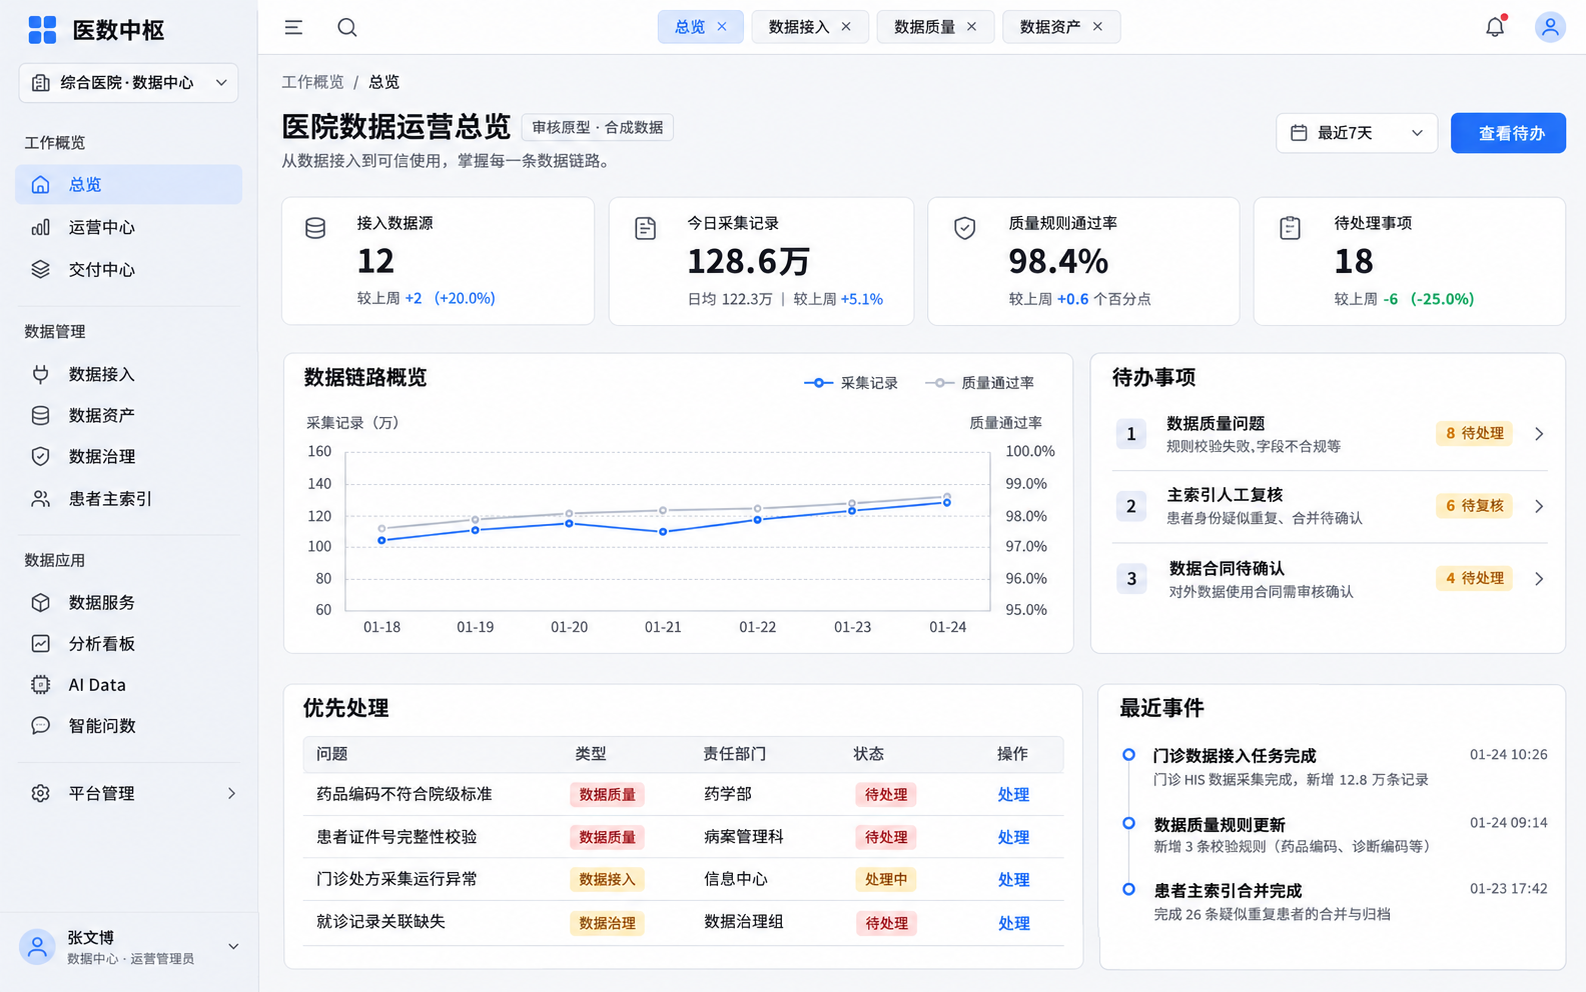 医数中枢
综合医院·数据中心
工作概览
总览
运营中心
交付中心
数据管理
数据接入
数据资产
数据治理
患者主索引
数据应用
数据服务
分析看板
AI Data
智能问数
平台管理
张文博
数据中心 · 运营管理员
总览 × 数据接入 × 数据质量 × 数据资产 ×
工作概览 / 总览
医院数据运营总览 审核原型 · 合成数据
从数据接入到可信使用，掌握每一条数据链路。
最近7天 查看待办
接入数据源
12
较上周 +2 (+20.0%)
今日采集记录
128.6万
日均 122.3万 | 较上周 +5.1%
质量规则通过率
98.4%
较上周 +0.6 个百分点
待处理事项
18
较上周 -6 (-25.0%)
数据链路概览
采集记录 质量通过率
采集记录（万） 质量通过率
160 100.0%
140 99.0%
120 98.0%
100 97.0%
80 96.0%
60 95.0%
01-18 01-19 01-20 01-21 01-22 01-23 01-24
待办事项
1 数据质量问题 8 待处理
规则校验失败,字段不合规等
2 主索引人工复核 6 待复核
患者身份疑似重复、合并待确认
3 数据合同待确认 4 待处理
对外数据使用合同需审核确认
优先处理
问题 类型 责任部门 状态 操作
药品编码不符合院级标准 数据质量 药学部 待处理 处理
患者证件号完整性校验 数据质量 病案管理科 待处理 处理
门诊处方采集运行异常 数据接入 信息中心 处理中 处理
就诊记录关联缺失 数据治理 数据治理组 待处理 处理
最近事件
门诊数据接入任务完成 01-24 10:26
门诊 HIS 数据采集完成，新增 12.8 万条记录
数据质量规则更新 01-24 09:14
新增 3 条校验规则（药品编码、诊断编码等）
患者主索引合并完成 01-23 17:42
完成 26 条疑似重复患者的合并与归档